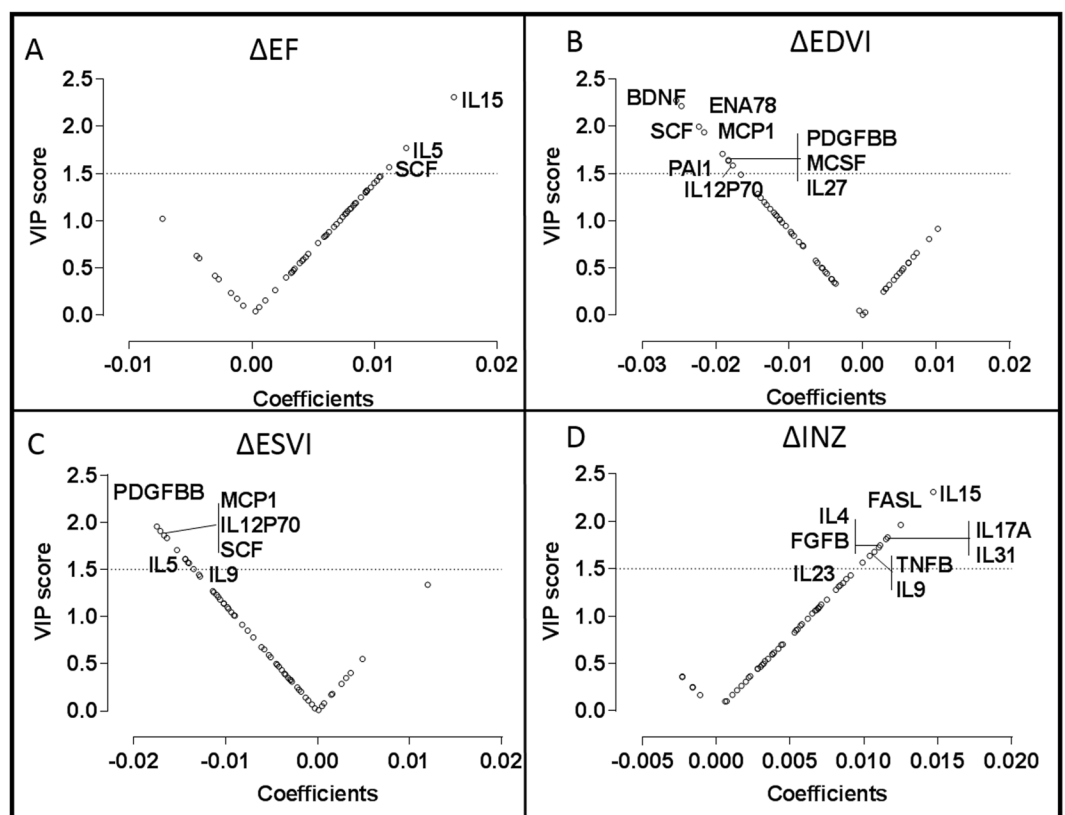 A
ΔEF
2.5
2.0
1.5
1.0
0.5
0.0
VIP score
IL15
IL5
SCF
-0.01
0.00
0.01
0.02
Coefficients
B
ΔEDVI
2.5
2.0
1.5
1.0
0.5
0.0
VIP score
BDNF
ENA78
SCF
MCP1
PDGFBB
MCSF
IL27
PAI1
IL12P70
-0.03
-0.02
-0.01
0.00
0.01
0.02
Coefficients
C
ΔESVI
2.5
2.0
1.5
1.0
0.5
0.0
VIP score
PDGFBB
MCP1
IL12P70
SCF
IL5
IL9
-0.02
-0.01
0.00
0.01
0.02
Coefficients
D
ΔINZ
2.5
2.0
1.5
1.0
0.5
0.0
VIP score
FASL
IL15
IL4
FGFB
IL17A
IL31
IL23
TNFB
IL9
-0.005
0.000
0.005
0.010
0.015
0.020
Coefficients